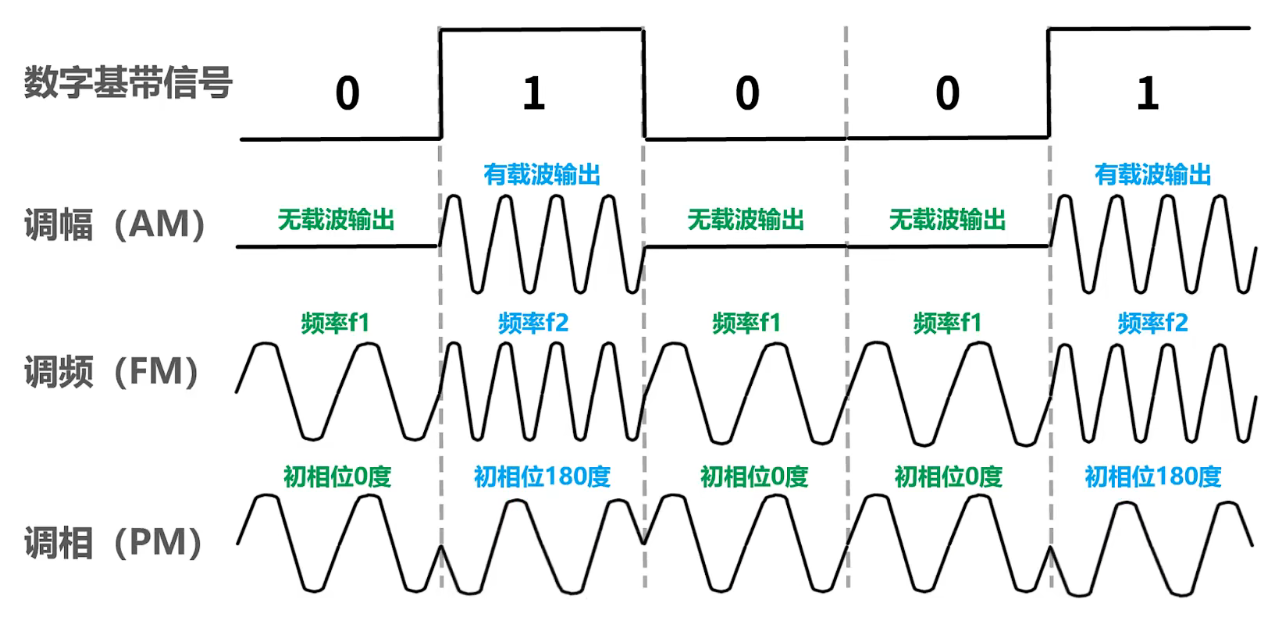 数字基带信号
0 1 0 0 1
有载波输出 有载波输出
调幅（AM） 无载波输出 无载波输出 无载波输出
频率f1 频率f2 频率f1 频率f1 频率f2
调频（FM）
初相位0度 初相位180度 初相位0度 初相位0度 初相位180度
调相（PM）